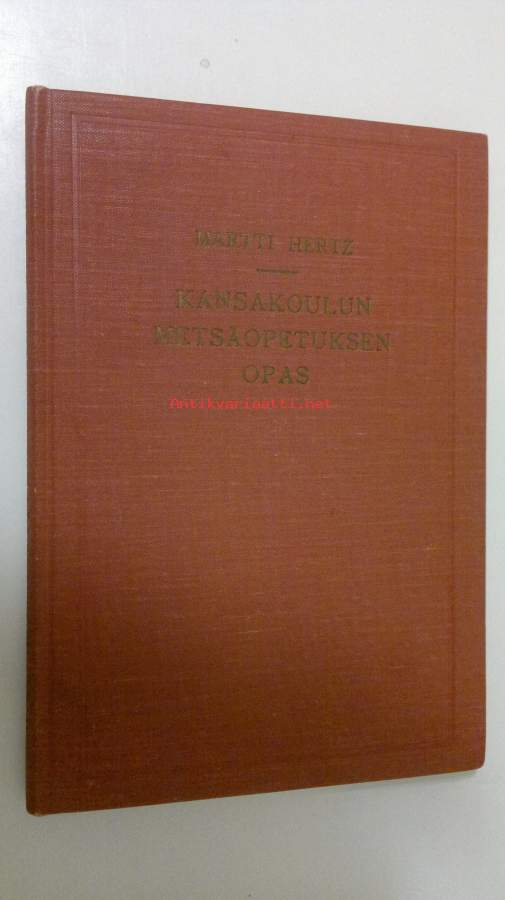 MARTTI HERTZ
KANSAKOULUN
METSÄOPETUKSEN
OPAS
Antikvariaatti.net